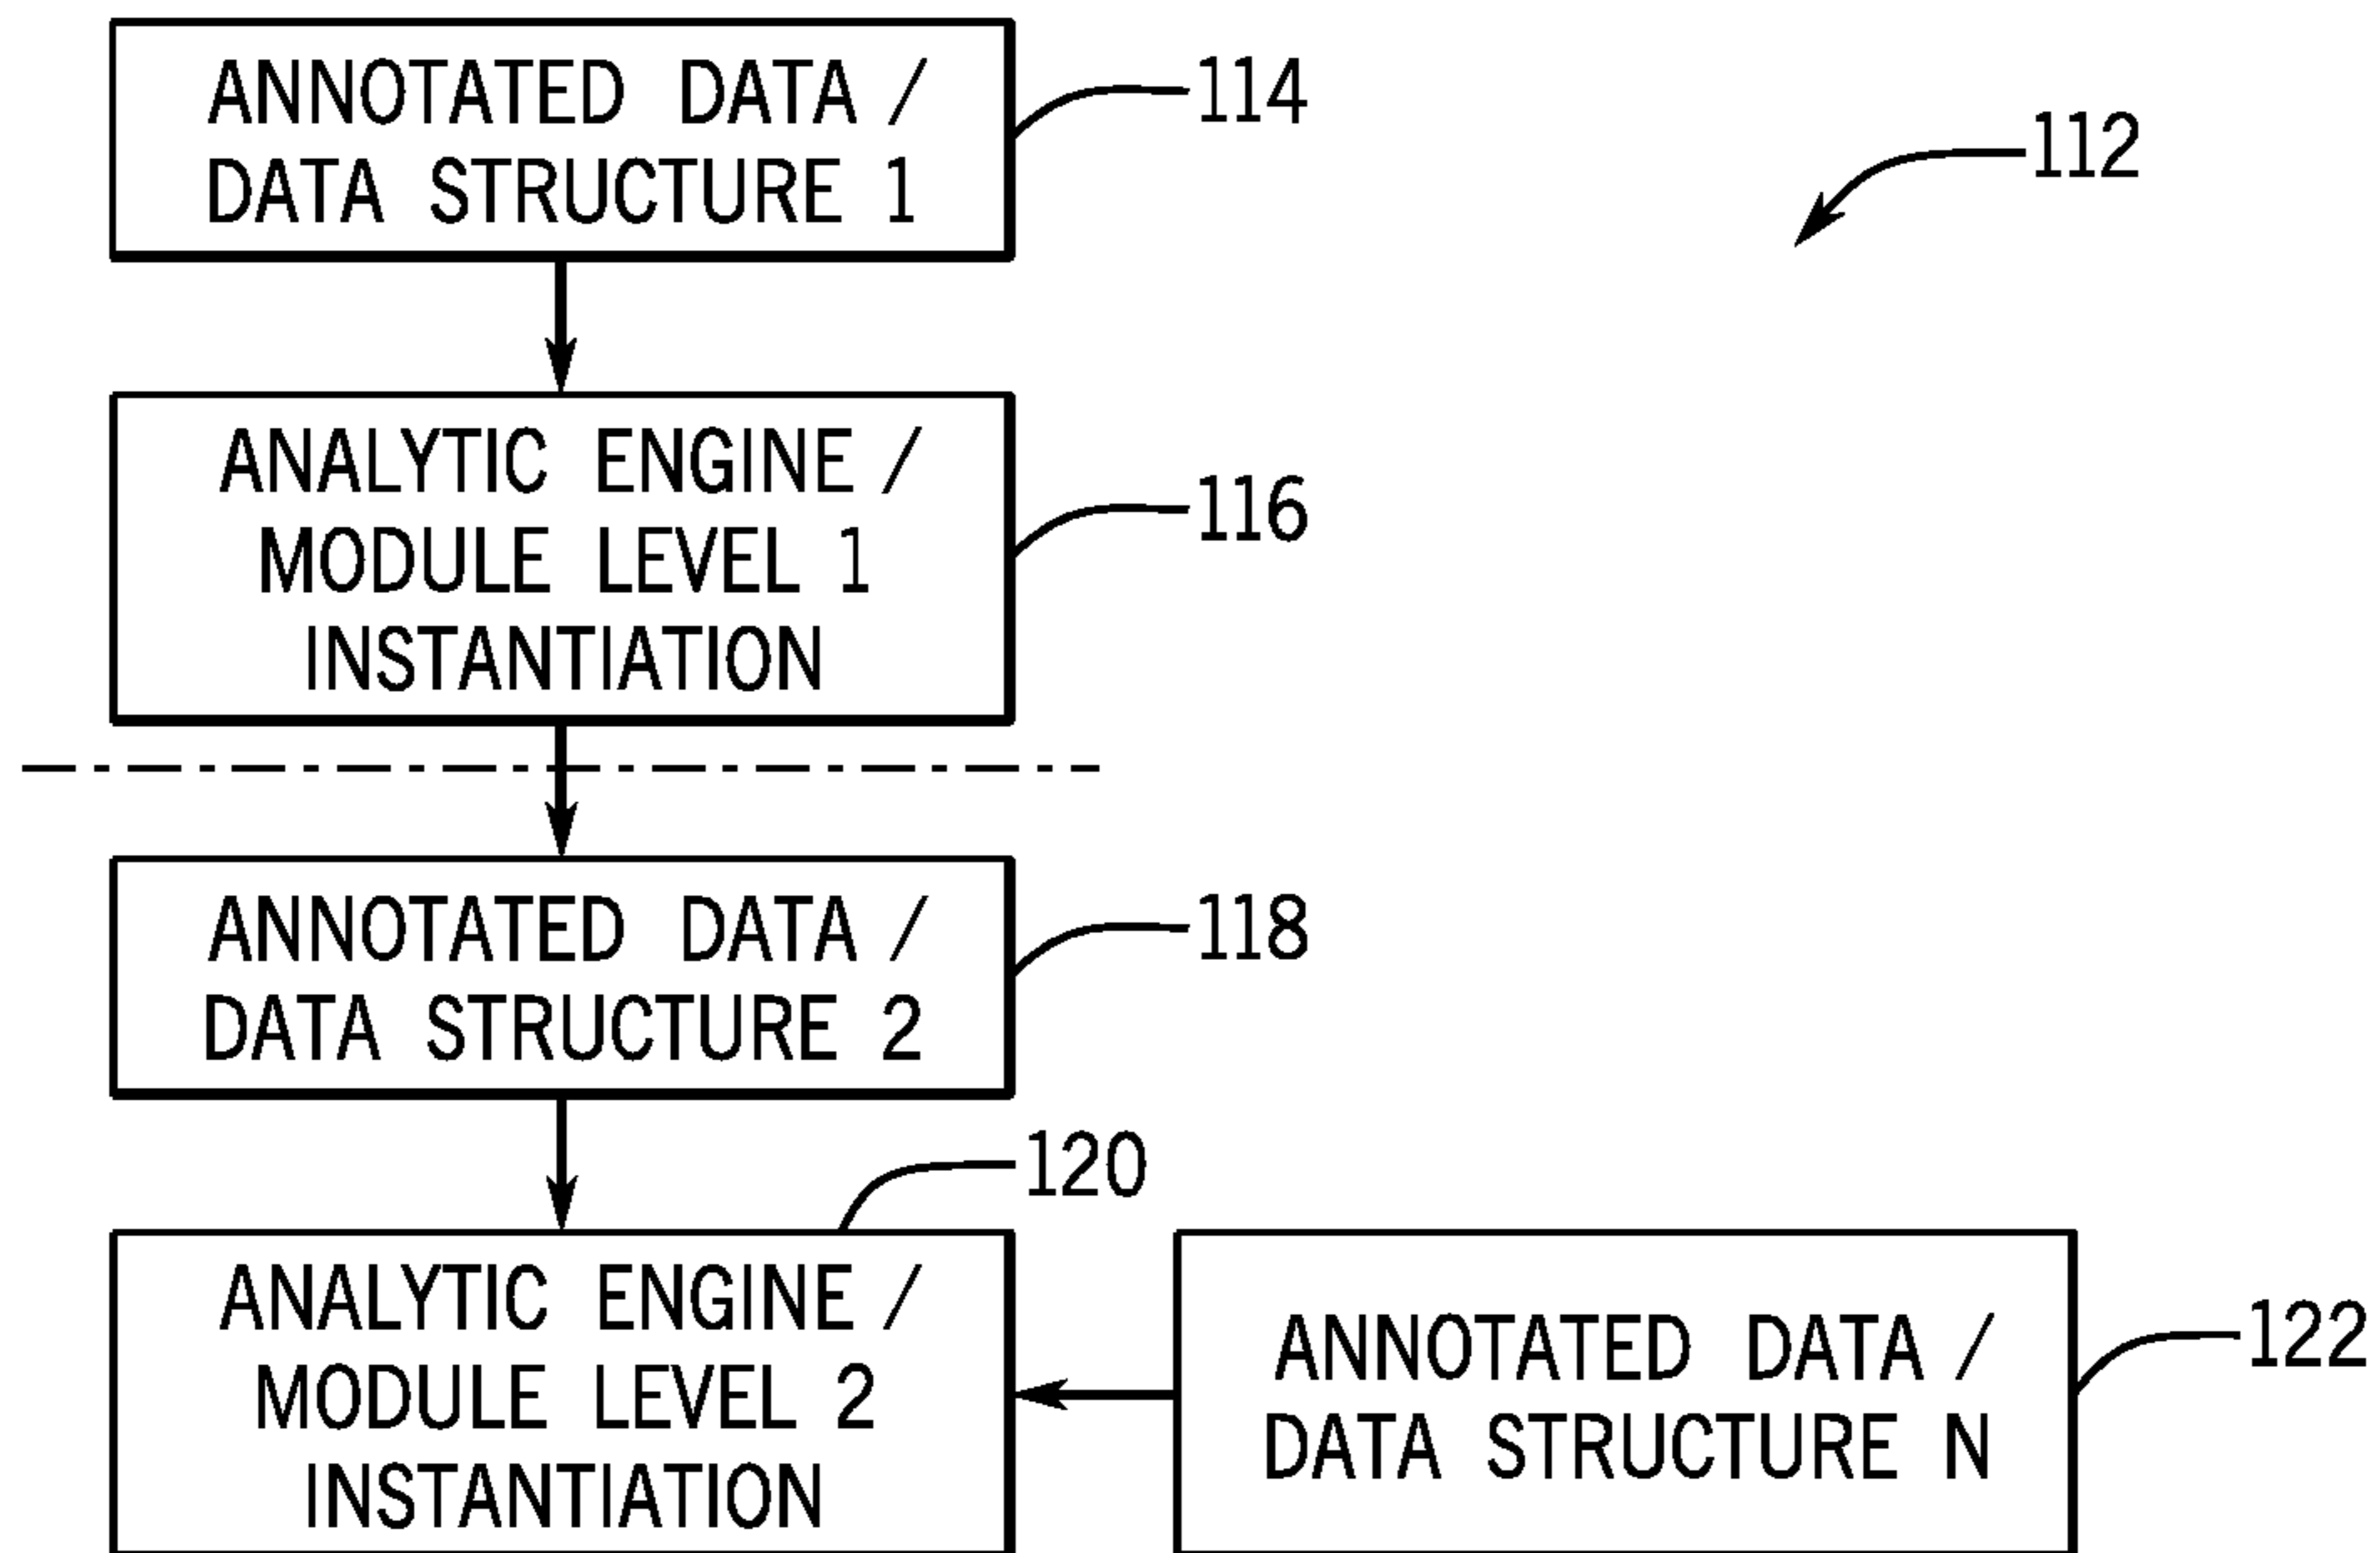 ANNOTATED DATA /
DATA STRUCTURE 1
114
112
ANALYTIC ENGINE /
MODULE LEVEL 1
INSTANTIATION
116
ANNOTATED DATA /
DATA STRUCTURE 2
118
120
ANALYTIC ENGINE /
MODULE LEVEL 2
INSTANTIATION
ANNOTATED DATA /
DATA STRUCTURE N
122